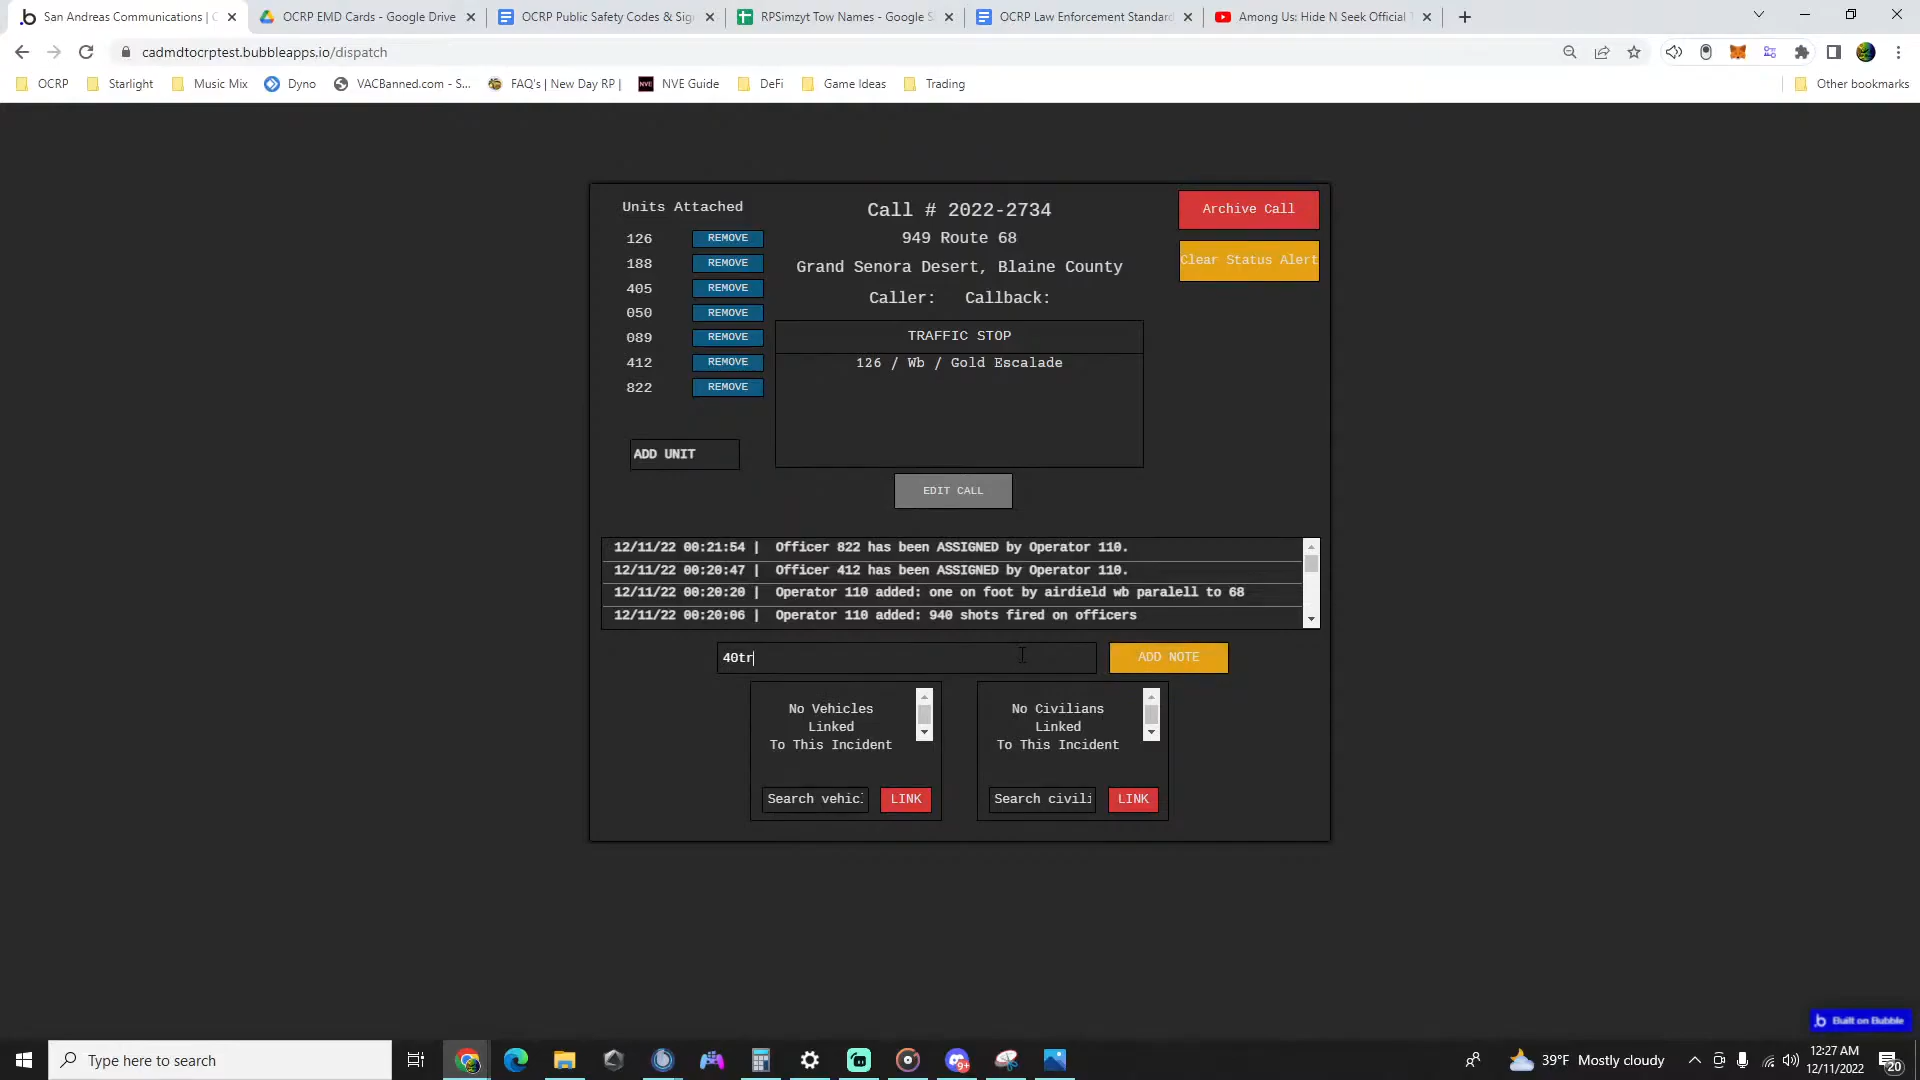 San Andreas Communications | C
OCRP EMD Cards - Google Drive
OCRP Public Safety Codes & Sig
RPSimzyt Tow Names - Google S
OCRP Law Enforcement Standard
Among Us: Hide N Seek Official T
cadmdtocrptest.bubbleapps.io/dispatch
OCRP
Starlight
Music Mix
Dyno
VACBanned.com - S...
FAQ's | New Day RP |
NVE Guide
DeFi
Game Ideas
Trading
Other bookmarks
Units Attached
126 REMOVE
188 REMOVE
405 REMOVE
050 REMOVE
089 REMOVE
412 REMOVE
822 REMOVE
ADD UNIT
Call # 2022-2734
949 Route 68
Grand Senora Desert, Blaine County
Caller: Callback:
Archive Call
Clear Status Alert
TRAFFIC STOP
126 / Wb / Gold Escalade
EDIT CALL
12/11/22 00:21:54 | Officer 822 has been ASSIGNED by Operator 110.
12/11/22 00:20:47 | Officer 412 has been ASSIGNED by Operator 110.
12/11/22 00:20:20 | Operator 110 added: one on foot by airdield wb paralell to 68
12/11/22 00:20:06 | Operator 110 added: 940 shots fired on officers
40tr
ADD NOTE
No Vehicles
Linked
To This Incident
Search vehic
LINK
No Civilians
Linked
To This Incident
Search civili
LINK
Built on Bubble
Type here to search
9+
39°F Mostly cloudy
12:27 AM
12/11/2022
20